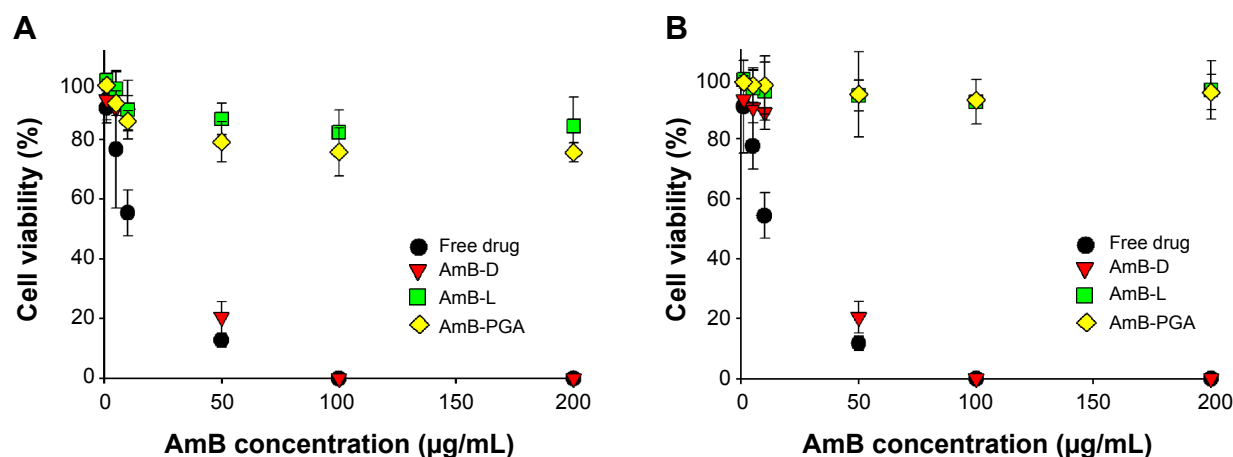 A
100
80
60
40
20
0
0 50 100 150 200
Cell viability (%)
AmB concentration (µg/mL)
Free drug
AmB-D
AmB-L
AmB-PGA
B
100
80
60
40
20
0
0 50 100 150 200
Cell viability (%)
AmB concentration (µg/mL)
Free drug
AmB-D
AmB-L
AmB-PGA